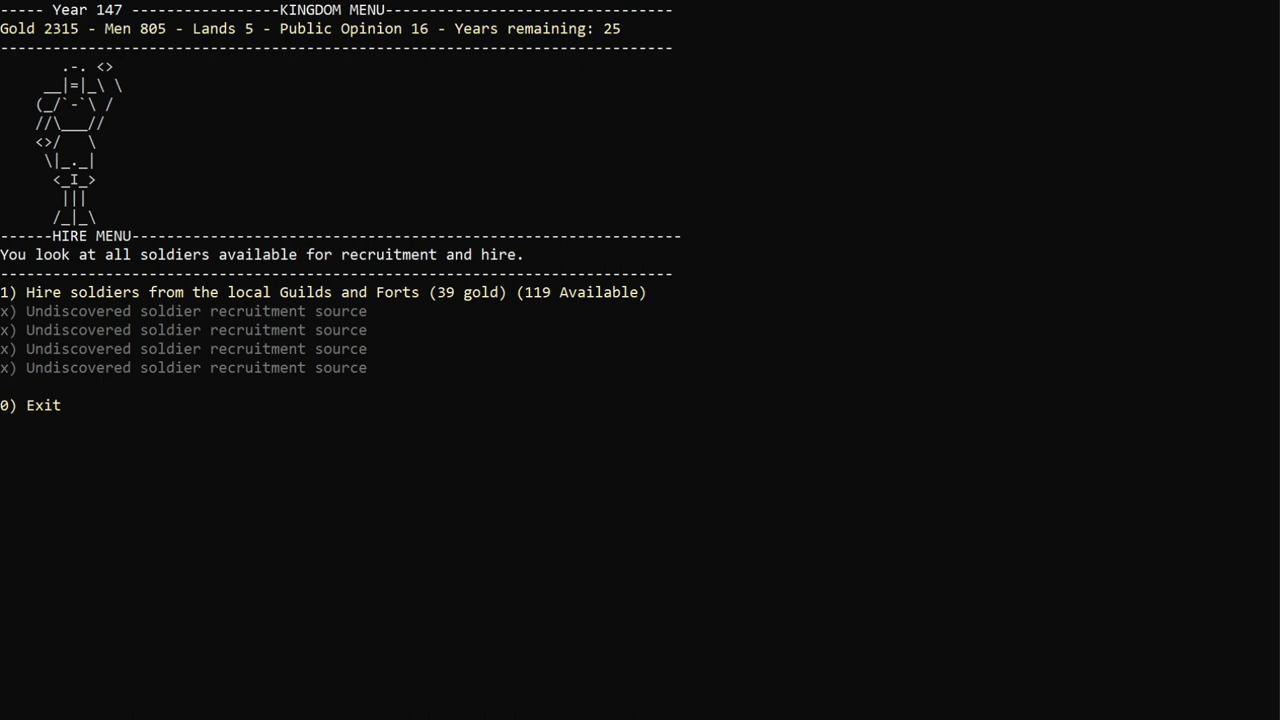 ----- Year 147 -----------------KINGDOM MENU---------------------------------
Gold 2315 - Men 805 - Lands 5 - Public Opinion 16 - Years remaining: 25
-----------------------------------------------------------------------------
       .-. <>
     __|=|_\ \
    (_/`-`\ /
    //\___//
    <>/   \
     \|_._|
      <_I_>
       |||
      /_|_\
------HIRE MENU---------------------------------------------------------------
You look at all soldiers available for recruitment and hire.
-----------------------------------------------------------------------------
1) Hire soldiers from the local Guilds and Forts (39 gold) (119 Available)
x) Undiscovered soldier recruitment source
x) Undiscovered soldier recruitment source
x) Undiscovered soldier recruitment source
x) Undiscovered soldier recruitment source
0) Exit